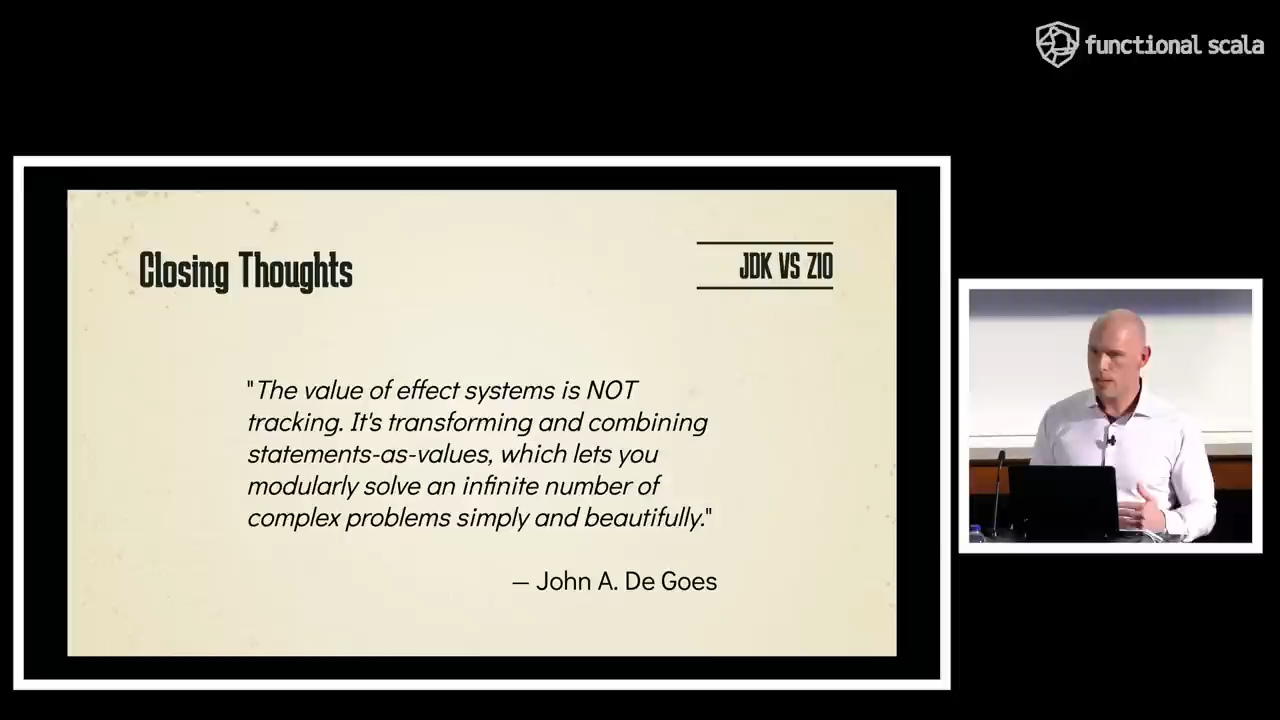 functional scala
Closing Thoughts
JDK VS ZIO
"The value of effect systems is NOT
tracking. It's transforming and combining
statements-as-values, which lets you
modularly solve an infinite number of
complex problems simply and beautifully."
— John A. De Goes